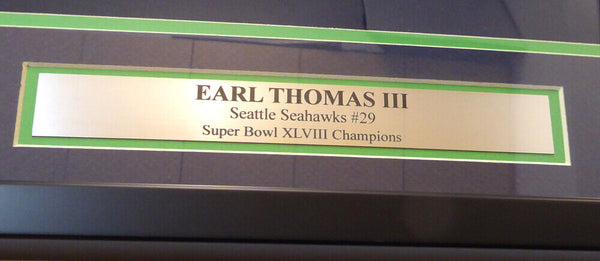 EARL THOMAS III
Seattle Seahawks #29
Super Bowl XLVIII Champions